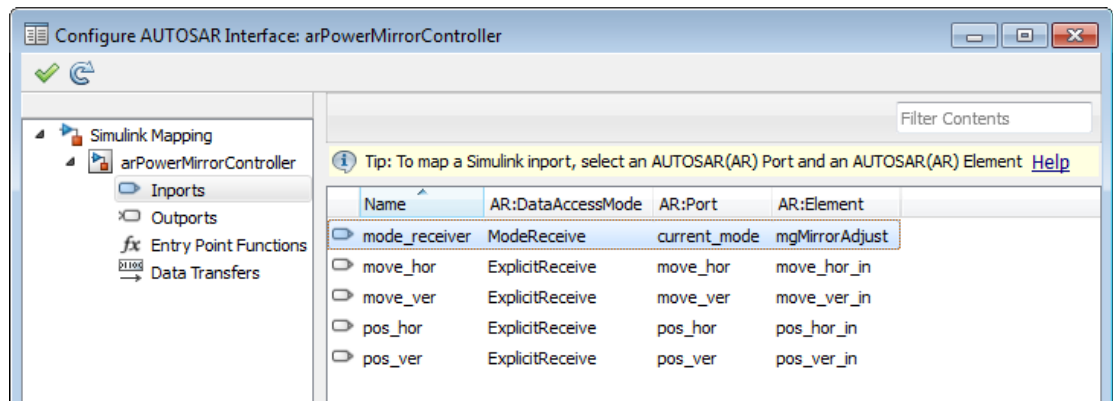 Configure AUTOSAR Interface: arPowerMirrorController
Filter Contents
Simulink Mapping
arPowerMirrorController
Inports
Outports
fx Entry Point Functions
Data Transfers
Tip: To map a Simulink inport, select an AUTOSAR(AR) Port and an AUTOSAR(AR) Element Help
Name AR:DataAccessMode AR:Port AR:Element
mode_receiver ModeReceive current_mode mgMirrorAdjust
move_hor ExplicitReceive move_hor move_hor_in
move_ver ExplicitReceive move_ver move_ver_in
pos_hor ExplicitReceive pos_hor pos_hor_in
pos_ver ExplicitReceive pos_ver pos_ver_in